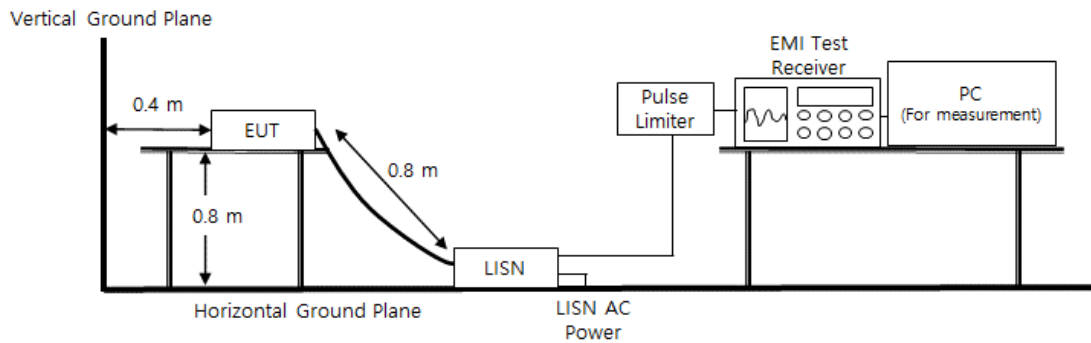 Vertical Ground Plane
0.4 m
EUT
0.8 m
0.8 m
LISN
Horizontal Ground Plane
LISN AC
Power
Pulse
Limiter
EMI Test
Receiver
PC
(For measurement)